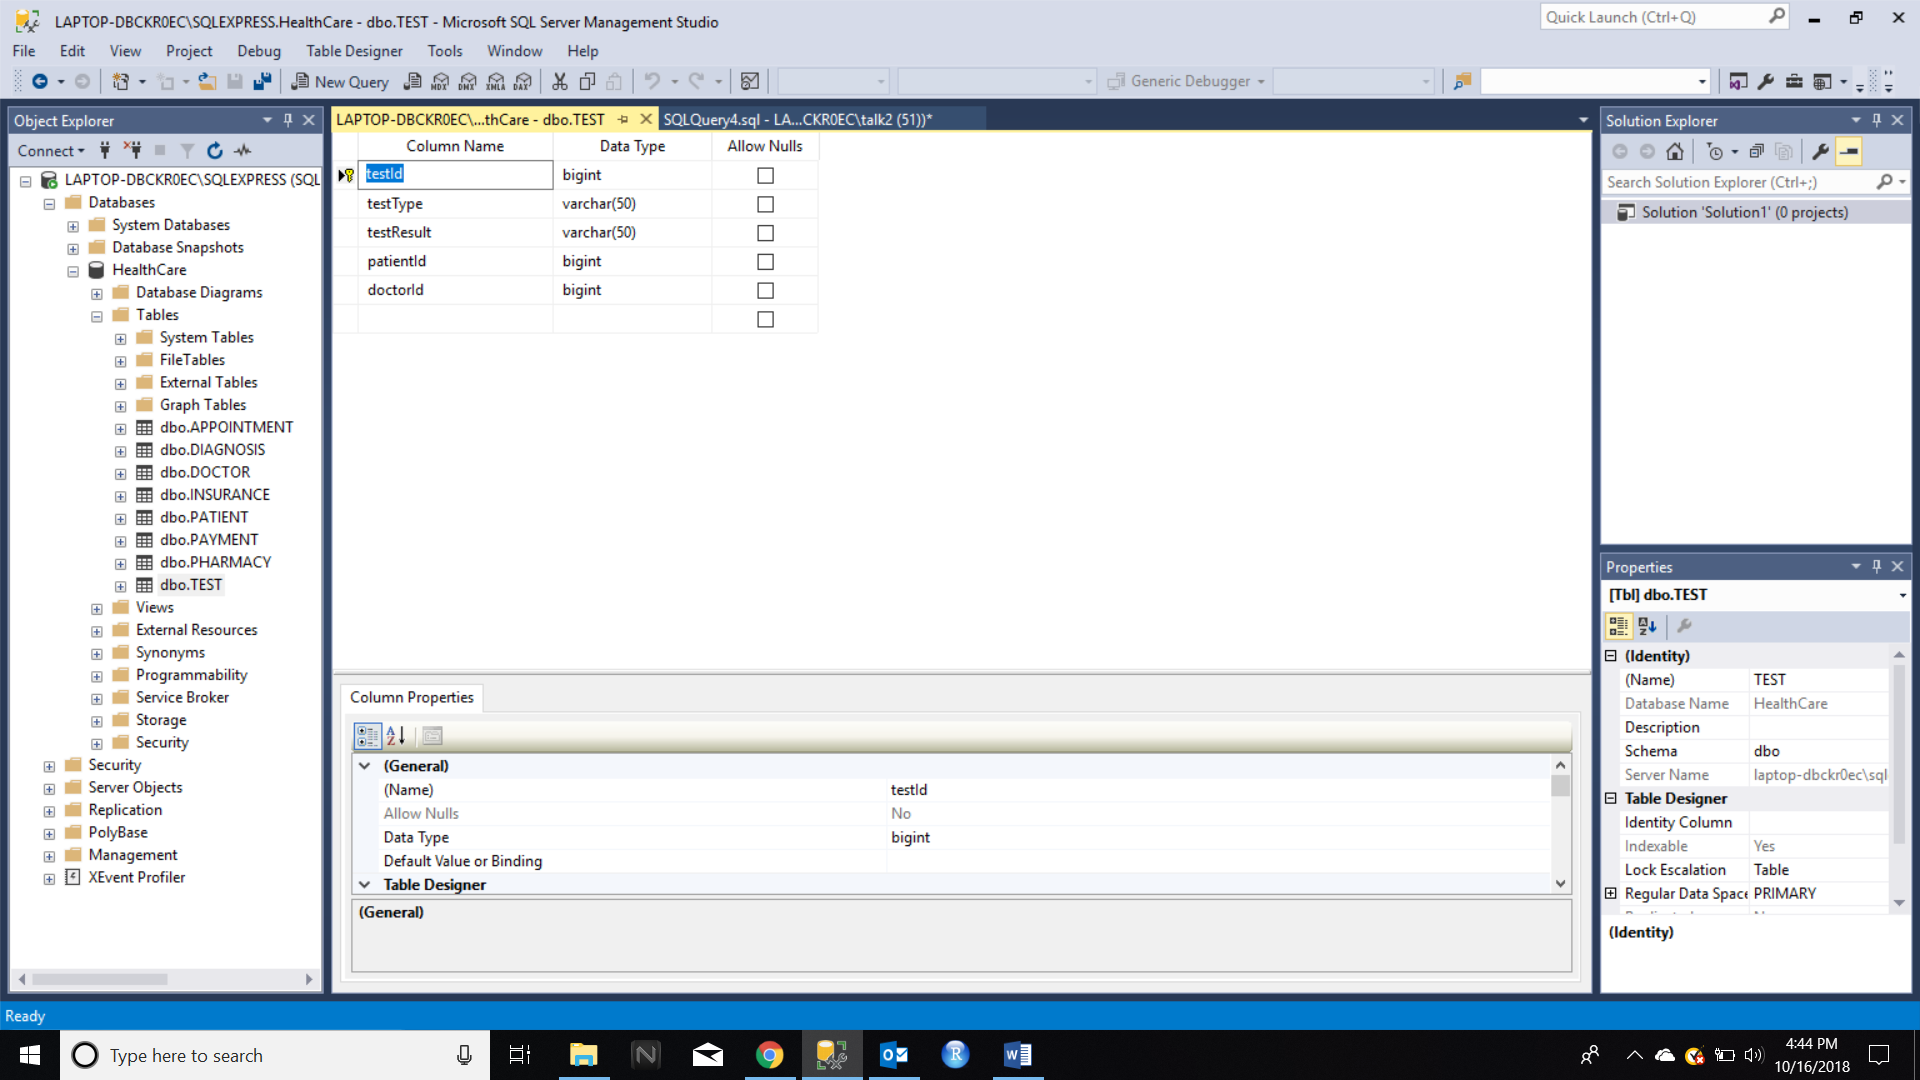 LAPTOP-DBCKR0EC\SQLEXPRESS.HealthCare - dbo.TEST - Microsoft SQL Server Management Studio
Quick Launch (Ctrl+Q)
File Edit View Project Debug Table Designer Tools Window Help
New Query MDX DMX XMLA DAX Generic Debugger
Object Explorer
Connect
LAPTOP-DBCKR0EC\SQLEXPRESS (SQL
Databases
System Databases
Database Snapshots
HealthCare
Database Diagrams
Tables
System Tables
FileTables
External Tables
Graph Tables
dbo.APPOINTMENT
dbo.DIAGNOSIS
dbo.DOCTOR
dbo.INSURANCE
dbo.PATIENT
dbo.PAYMENT
dbo.PHARMACY
dbo.TEST
Views
External Resources
Synonyms
Programmability
Service Broker
Storage
Security
Security
Server Objects
Replication
PolyBase
Management
XEvent Profiler
LAPTOP-DBCKR0EC\...thCare - dbo.TEST SQLQuery4.sql - LA...CKR0EC\talk2 (51))*
Column Name Data Type Allow Nulls
testId bigint
testType varchar(50)
testResult varchar(50)
patientId bigint
doctorId bigint
Column Properties
(General)
(Name) testId
Allow Nulls No
Data Type bigint
Default Value or Binding
Table Designer
(General)
Solution Explorer
Search Solution Explorer (Ctrl+;)
Solution 'Solution1' (0 projects)
Properties
[Tbl] dbo.TEST
(Identity)
(Name) TEST
Database Name HealthCare
Description
Schema dbo
Server Name laptop-dbckr0ec\sql
Table Designer
Identity Column
Indexable Yes
Lock Escalation Table
Regular Data Space PRIMARY
(Identity)
Ready
Type here to search
4:44 PM
10/16/2018